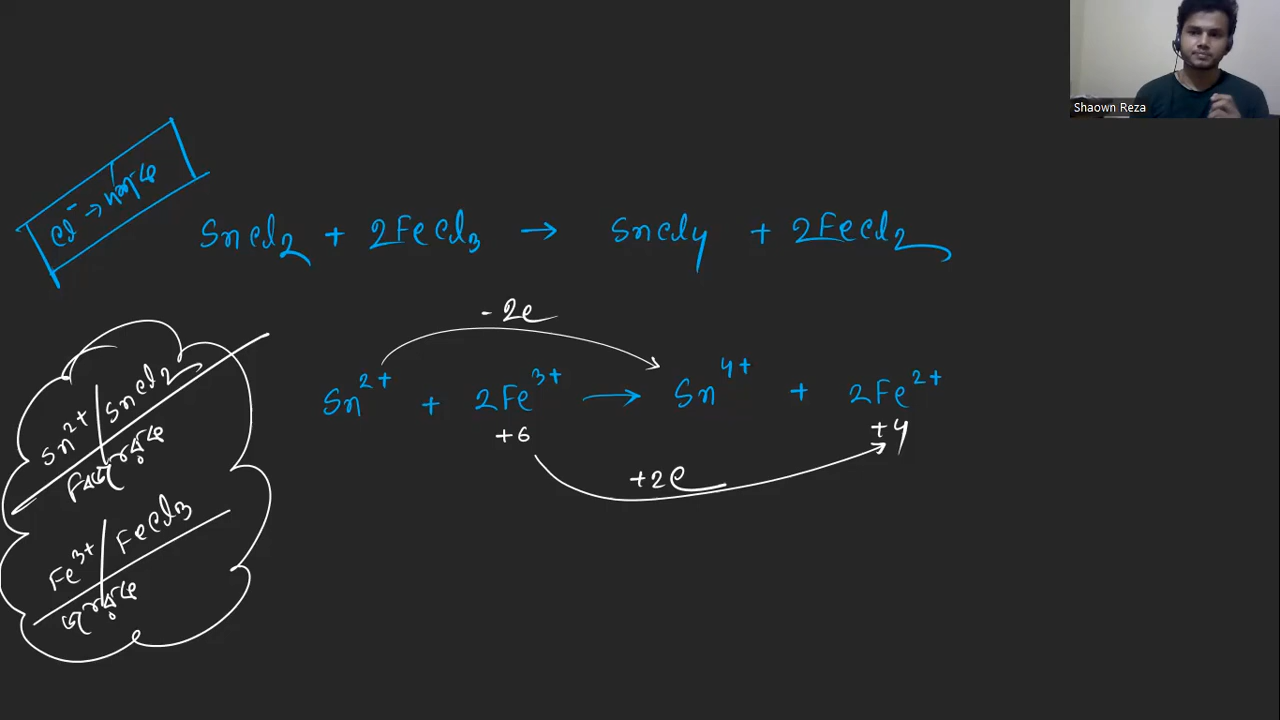 Shaown Reza
Cl⁻ → দর্শক
SnCl2 + 2FeCl3 → SnCl4 + 2FeCl2
-2e
Sn²⁺ + 2Fe³⁺ → Sn⁴⁺ + 2Fe²⁺
+6 +4
+2e
Sn²⁺ / SnCl2
বিজারক
Fe³⁺ / FeCl3
জারক